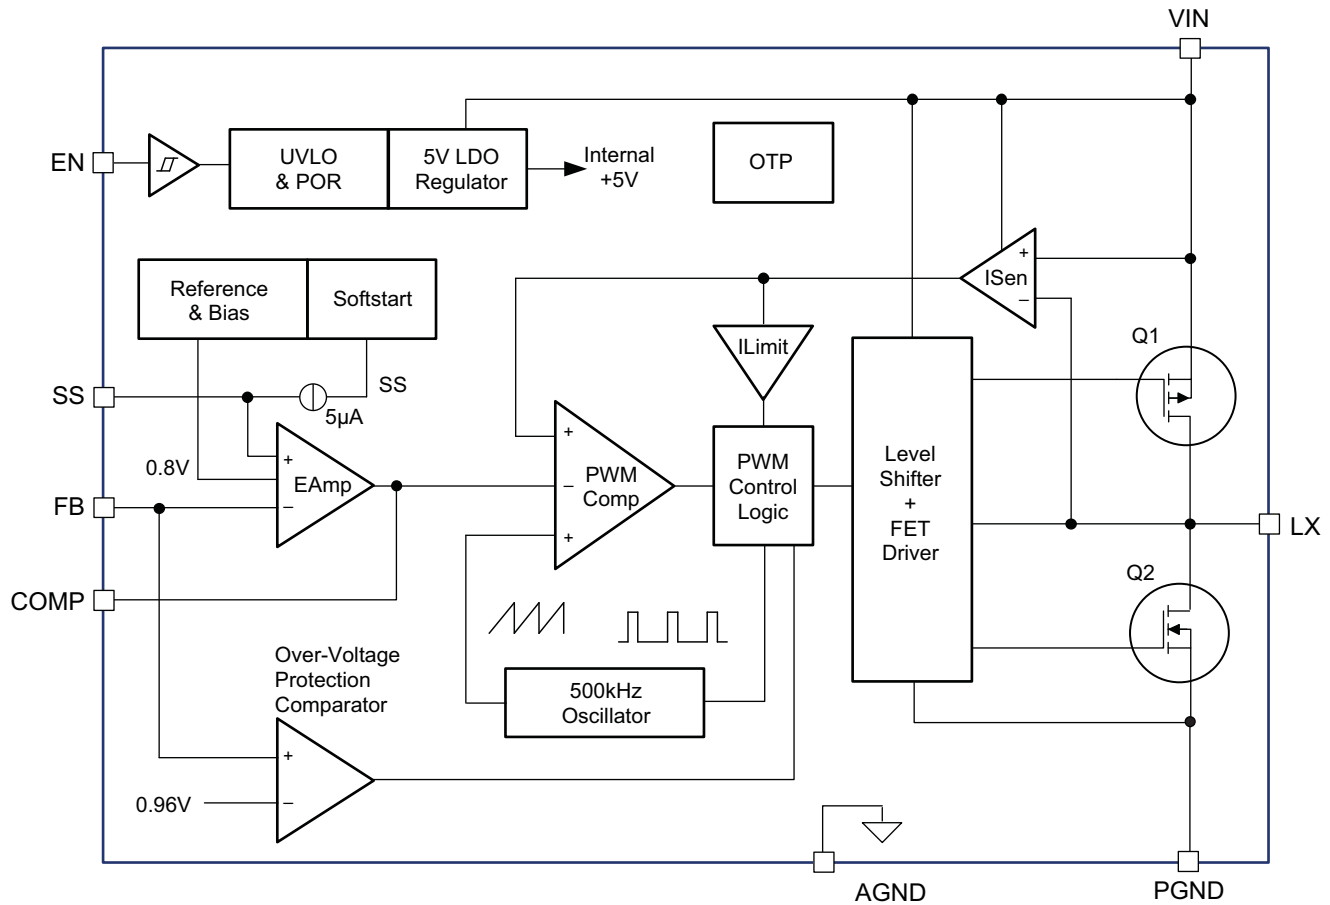 VIN
EN
UVLO
& POR
5V LDO
Regulator
Internal
+5V
OTP
+
ISen
–
Reference
& Bias
Softstart
ILimit
Q1
SS
SS
5µA
+
EAmp
–
0.8V
FB
+
PWM
Comp
–
+
PWM
Control
Logic
Level
Shifter
+
FET
Driver
LX
Q2
COMP
Over-Voltage
Protection
Comparator
500kHz
Oscillator
+
–
0.96V
AGND
PGND